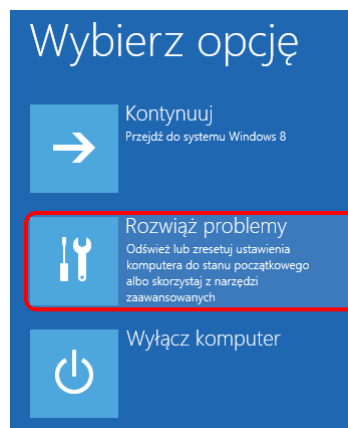 Wybierz opcję
Kontynuuj
Przejdź do systemu Windows 8
Rozwiąż problemy
Odśwież lub zresetuj ustawienia
komputera do stanu początkowego
albo skorzystaj z narzędzi
zaawansowanych
Wyłącz komputer